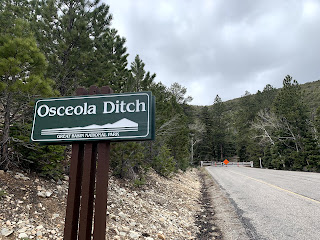 Osceola Ditch
GREAT BASIN NATIONAL PARK